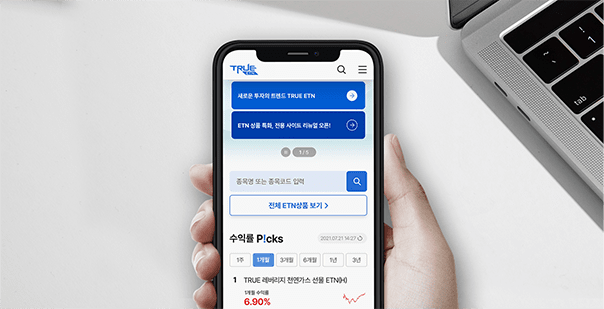 TRUE
ETN
새로운 투자의 트렌드 TRUE ETN
ETN 상품 특화, 전용 사이트 리뉴얼 오픈!
1 / 1
종목명 또는 종목코드 입력
전체 ETN상품 보기 >
수익률 P!cks
2021.07.21 14:27
1주 1개월 3개월 6개월 1년 3년
1 TRUE 레버리지 천연가스 선물 ETN(H)
1개월 수익률
6.90%